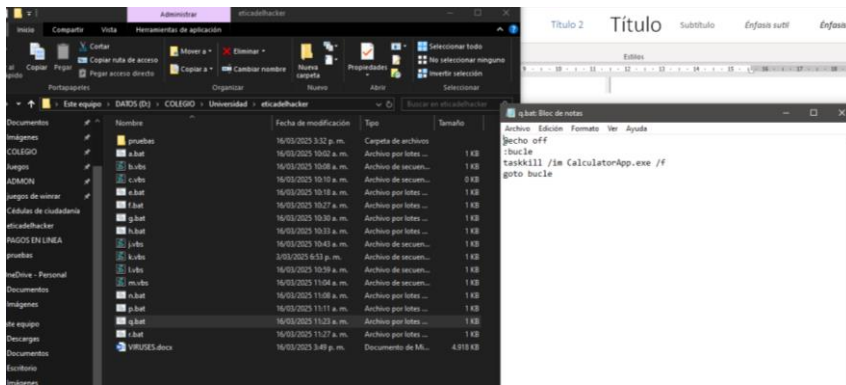 Administrar eticadelhacker
Inicio Compartir Vista Herramientas de aplicación
Copiar Pegar
Cortar
Copiar ruta de acceso
Pegar acceso directo
Mover a
Copiar a
Eliminar
Cambiar nombre
Nueva carpeta
Propiedades
Seleccionar todo
No seleccionar ninguno
Invertir selección
Portapapeles Organizar Nuevo Abrir Seleccionar
Este equipo DATOS (D:) COLEGIO Universidad eticadelhacker
Buscar en eticadelhacker
Documentos
Imágenes
COLEGIO
Juegos
ADMON
juegos de winrar
Cédulas de ciudadanía
eticadelhacker
PAGOS EN LINEA
pruebas
OneDrive - Personal
Documentos
Imágenes
Este equipo
Descargas
Documentos
Escritorio
Imágenes
Nombre Fecha de modificación Tipo Tamaño
pruebas 16/03/2025 3:32 p. m. Carpeta de archivos
a.bat 16/03/2025 10:02 a. m. Archivo por lotes ... 1 KB
b.vbs 16/03/2025 10:08 a. m. Archivo de secuen... 1 KB
c.vbs 16/03/2025 10:10 a. m. Archivo de secuen... 0 KB
e.bat 16/03/2025 10:18 a. m. Archivo por lotes ... 1 KB
f.bat 16/03/2025 10:27 a. m. Archivo por lotes ... 1 KB
g.bat 16/03/2025 10:30 a. m. Archivo por lotes ... 1 KB
h.bat 16/03/2025 10:33 a. m. Archivo por lotes ... 1 KB
j.vbs 16/03/2025 10:43 a. m. Archivo de secuen... 1 KB
k.vbs 3/03/2025 6:53 p. m. Archivo de secuen... 1 KB
l.vbs 16/03/2025 10:59 a. m. Archivo de secuen... 1 KB
m.vbs 16/03/2025 11:04 a. m. Archivo de secuen... 1 KB
n.bat 16/03/2025 11:08 a. m. Archivo por lotes ... 1 KB
p.bat 16/03/2025 11:11 a. m. Archivo por lotes ... 1 KB
q.bat 16/03/2025 11:23 a. m. Archivo por lotes ... 1 KB
r.bat 16/03/2025 11:27 a. m. Archivo por lotes ... 1 KB
VIRUSES.docx 16/03/2025 3:49 p. m. Documento de Mi... 4.918 KB
Título 2 Título Subtítulo Énfasis sutil Énfasis
Estilos
q.bat: Bloc de notas
Archivo Edición Formato Ver Ayuda
@echo off
:bucle
taskkill /im CalculatorApp.exe /f
goto bucle